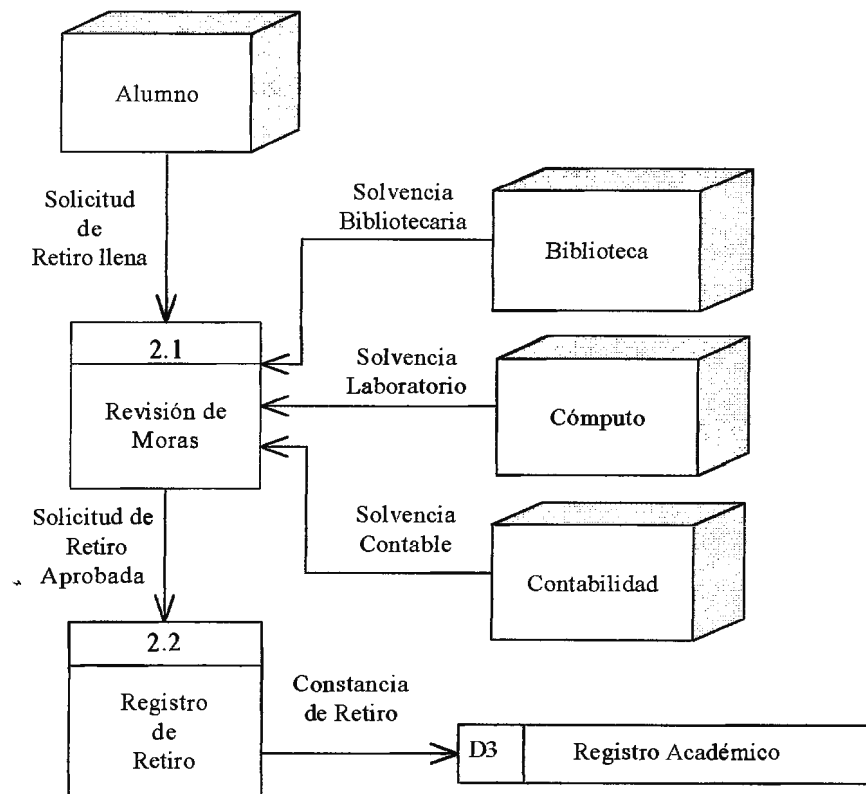 Alumno
Solicitud
de
Retiro llena
Solvencia
Bibliotecaria
Biblioteca
2.1
Revisión de
Moras
Solvencia
Laboratorio
Cómputo
Solvencia
Contable
Contabilidad
Solicitud de
Retiro
Aprobada
2.2
Registro
de
Retiro
Constancia
de Retiro
D3
Registro Académico